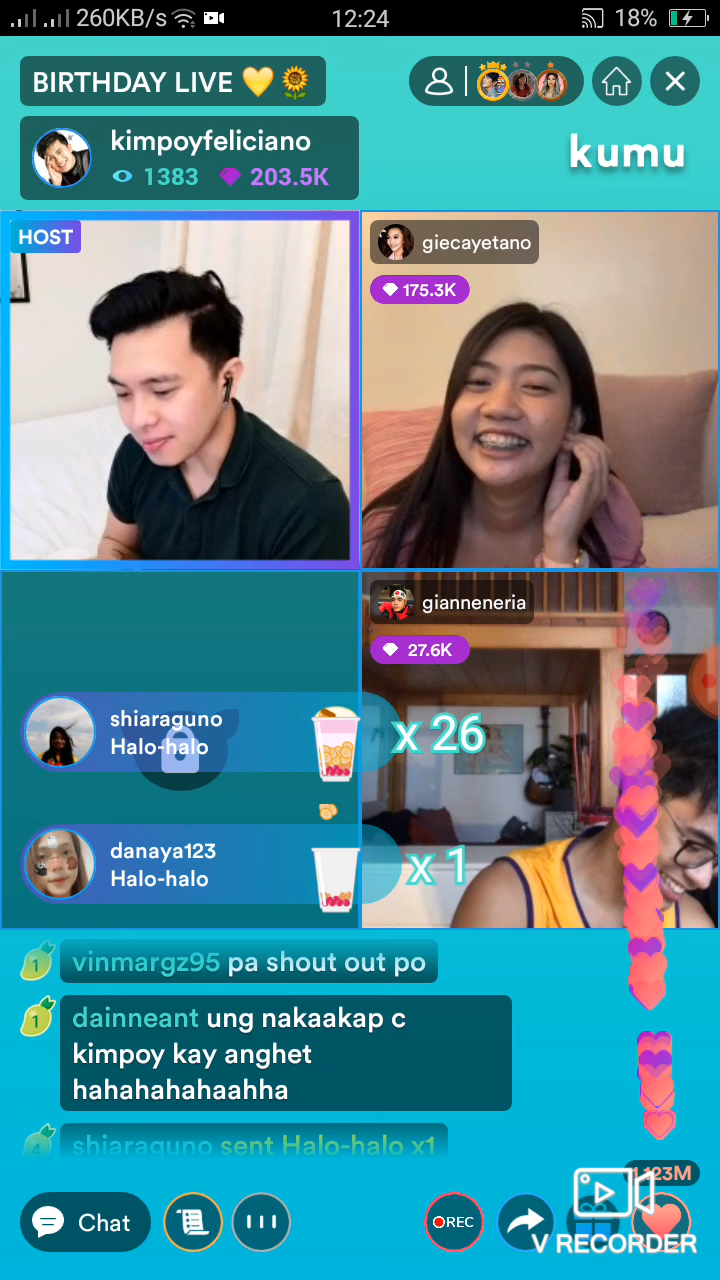 260KB/s 12:24 18%
BIRTHDAY LIVE 💛🌻
kimpoyfeliciano
1383 203.5K
kumu
HOST
giecayetano
175.3K
gianneneria
27.6K
shiaraguno
Halo-halo
x 26
danaya123
Halo-halo
x 1
1 vinmargz95 pa shout out po
1 dainneant ung nakaakap c
kimpoy kay anghet
hahahahahaahha
4 shiaraguno sent Halo-halo x1
Chat
REC
V RECORDER